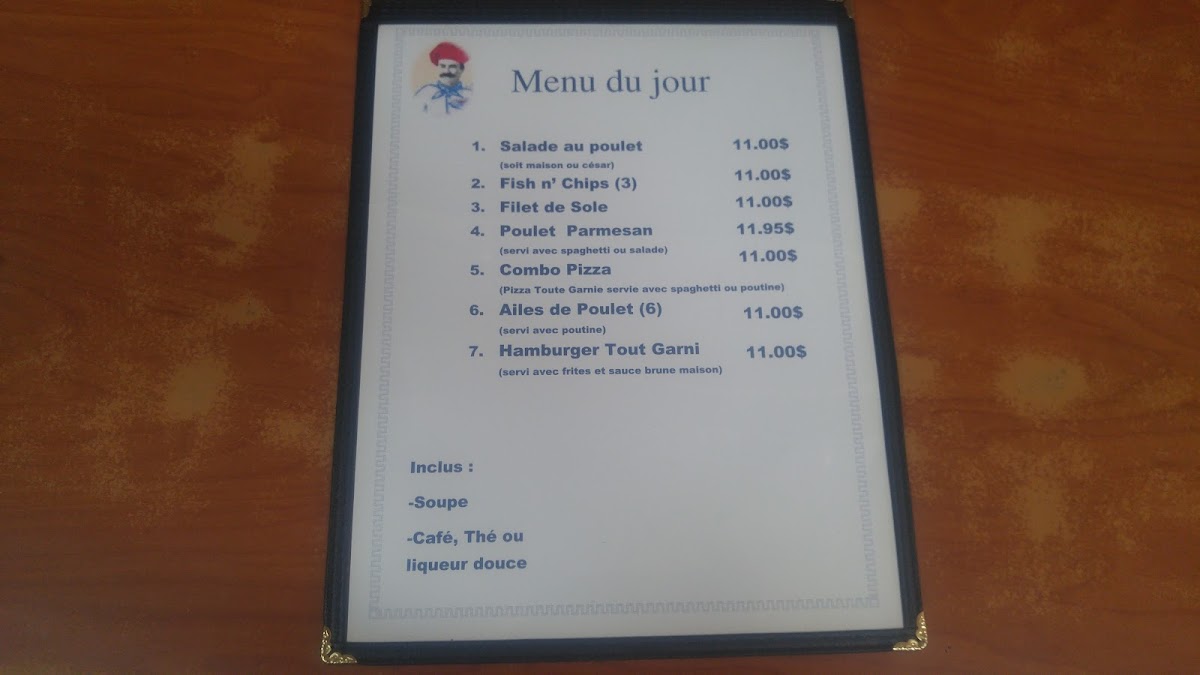 Menu du jour
1. Salade au poulet 11.00$
(soit maison ou césar)
2. Fish n' Chips (3) 11.00$
3. Filet de Sole 11.00$
4. Poulet Parmesan 11.95$
(servi avec spaghetti ou salade)
5. Combo Pizza 11.00$
(Pizza Toute Garnie servie avec spaghetti ou poutine)
6. Ailes de Poulet (6) 11.00$
(servi avec poutine)
7. Hamburger Tout Garni 11.00$
(servi avec frites et sauce brune maison)
Inclus :
-Soupe
-Café, Thé ou
liqueur douce